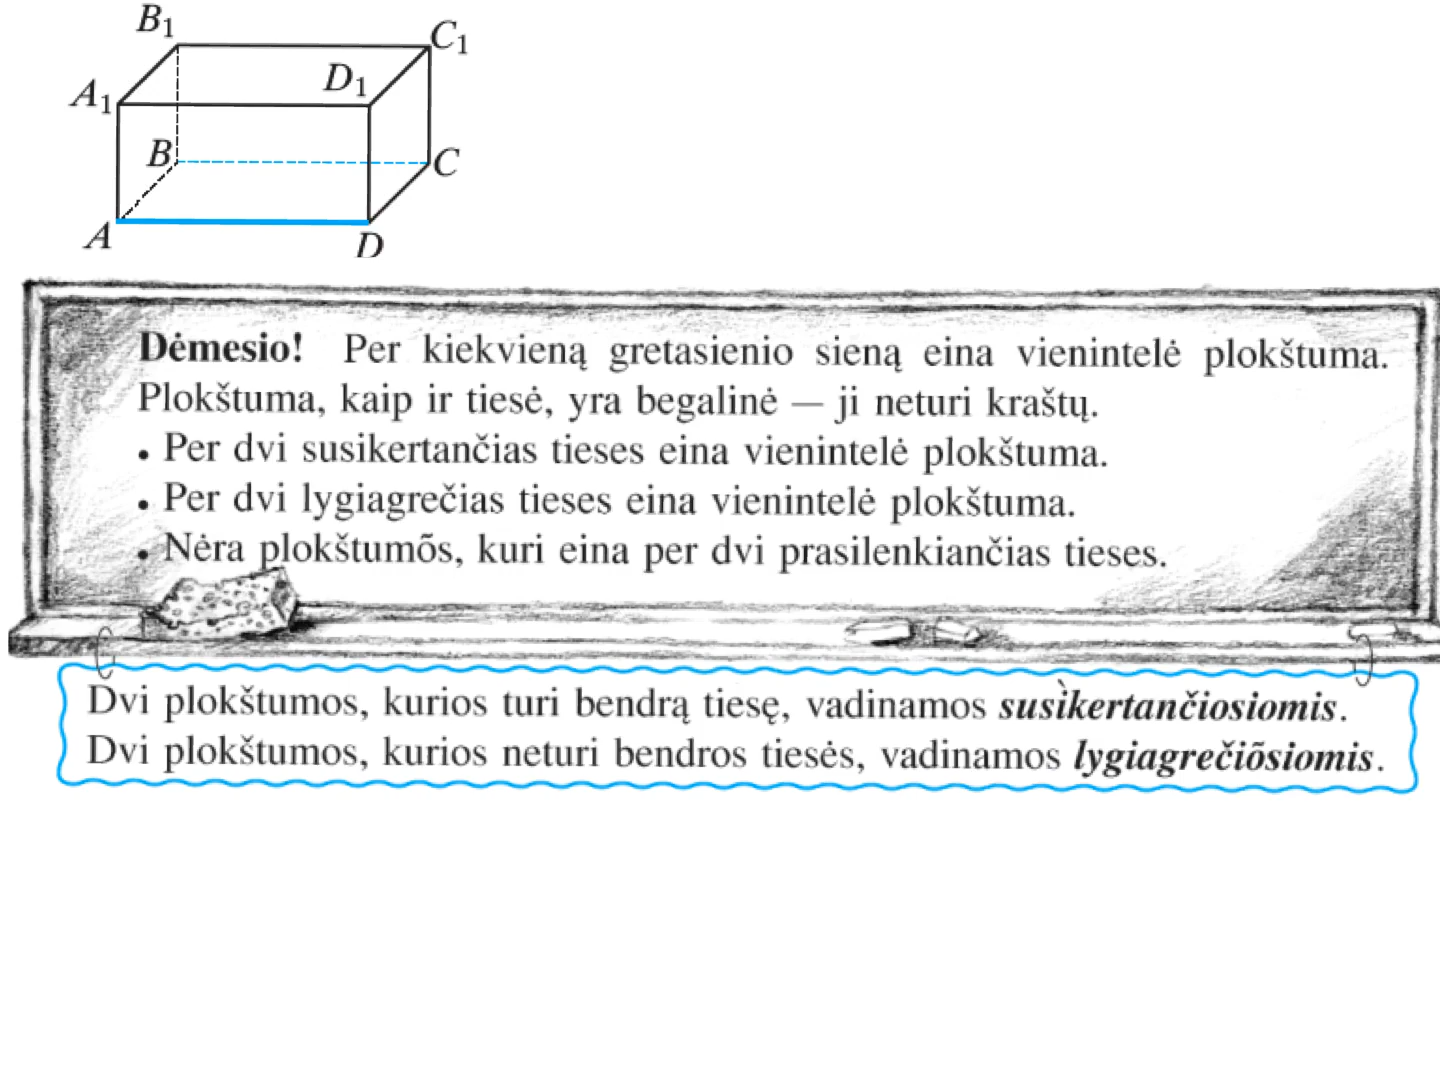 B₁
C₁
D₁
A₁
B
C
A
D
Dėmesio! Per kiekvieną gretasienio sieną eina vienintelė plokštuma.
Plokštuma, kaip ir tiesė, yra begalinė — ji neturi kraštų.
• Per dvi susikertančias tieses eina vienintelė plokštuma.
• Per dvi lygiagrečias tieses eina vienintelė plokštuma.
• Nėra plokštumõs, kuri eina per dvi prasilenkiančias tieses.
Dvi plokštumos, kurios turi bendrą tiesę, vadinamos susi̇̀kertančiosiomis.
Dvi plokštumos, kurios neturi bendros tiesės, vadinamos lygiagrečiõsiomis.